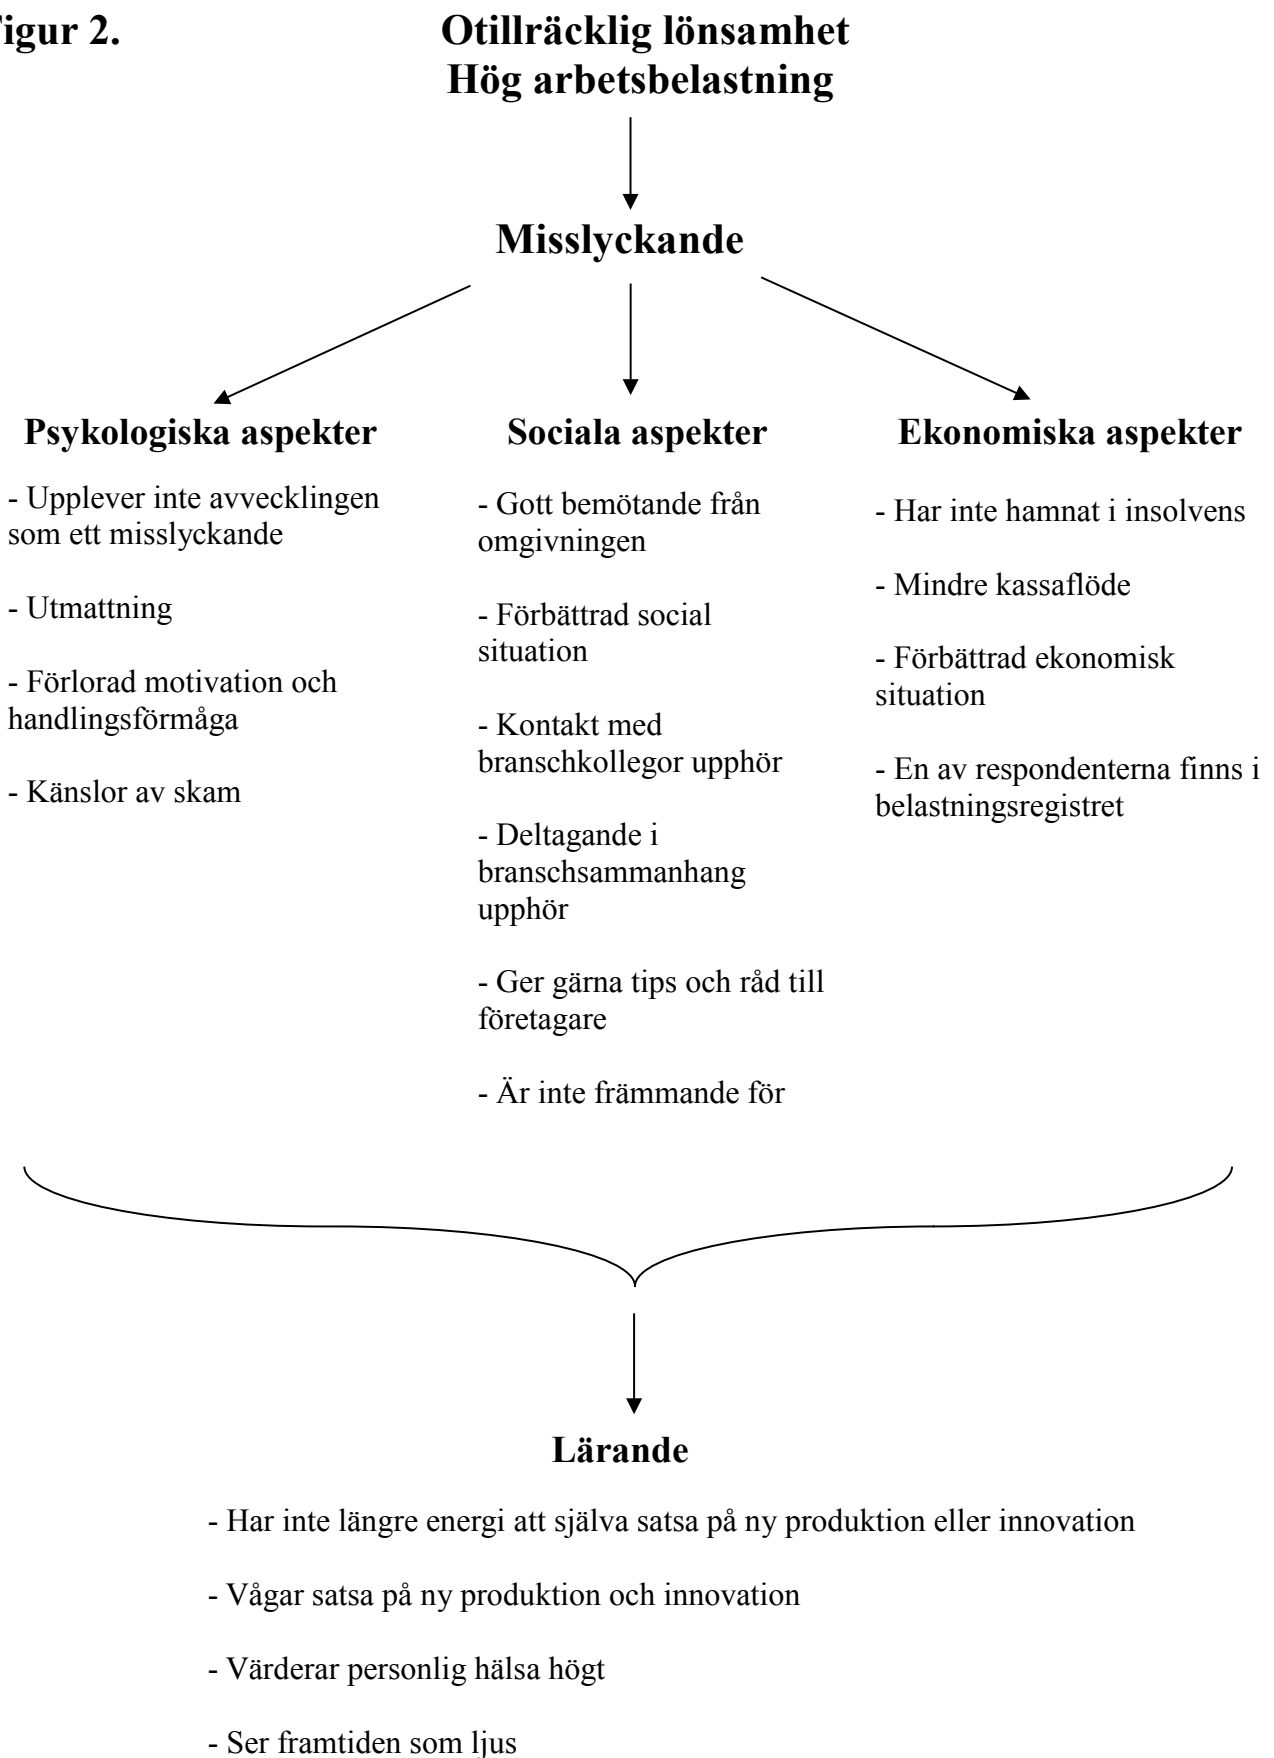 igur 2.
Otillräcklig lönsamhet
Hög arbetsbelastning
Misslyckande
Psykologiska aspekter
- Upplever inte avvecklingen
som ett misslyckande
- Utmattning
- Förlorad motivation och
handlingsförmåga
- Känslor av skam
Sociala aspekter
- Gott bemötande från
omgivningen
- Förbättrad social
situation
- Kontakt med
branschkollegor upphör
- Deltagande i
branschsammanhang
upphör
- Ger gärna tips och råd till
företagare
- Är inte främmande för
Ekonomiska aspekter
- Har inte hamnat i insolvens
- Mindre kassaflöde
- Förbättrad ekonomisk
situation
- En av respondenterna finns i
belastningsregistret
Lärande
- Har inte längre energi att själva satsa på ny produktion eller innovation
- Vågar satsa på ny produktion och innovation
- Värderar personlig hälsa högt
- Ser framtiden som ljus